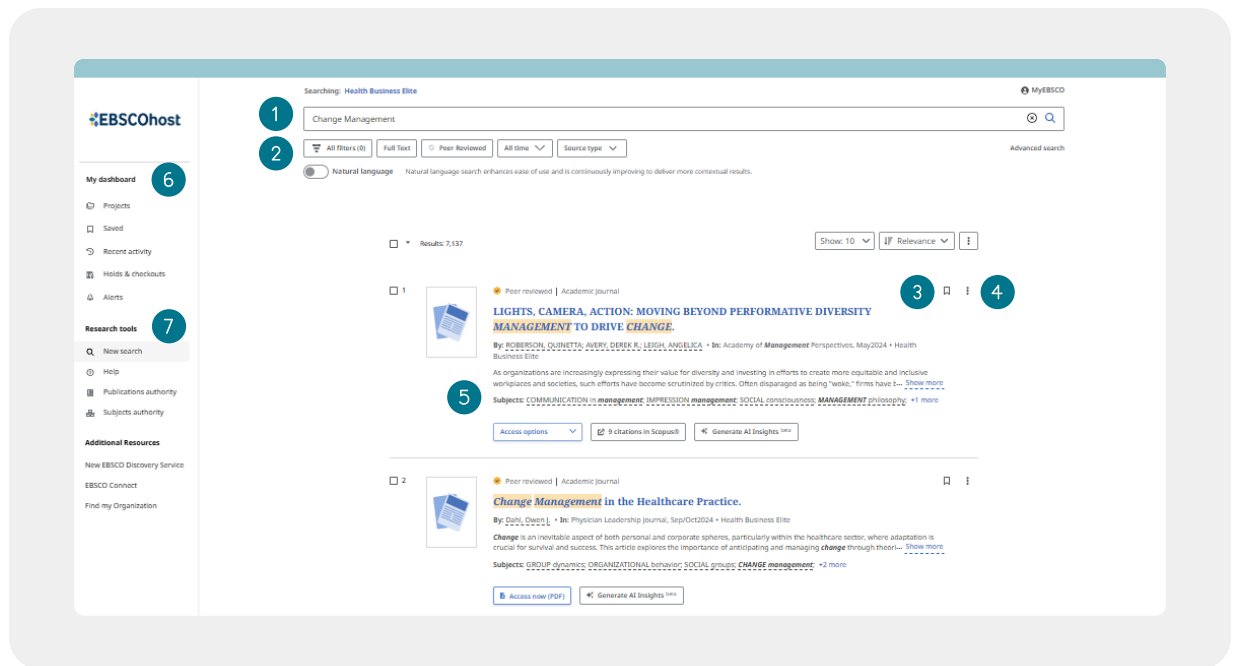 Searching: Health Business Elite
MyEBSCO
1
Change Management
EBSCOhost
2
All filters (0)
Full Text
Peer Reviewed
All time
Source type
Advanced search
Natural language
Natural language search enhances ease of use and is continuously improving to deliver more contextual results.
My dashboard
6
Projects
Saved
Recent activity
Holds & checkouts
Alerts
Research tools
7
New search
Help
Publications authority
Subjects authority
Additional Resources
New EBSCO Discovery Service
EBSCO Connect
Find my Organization
Results: 7,137
Show: 10
Relevance
1
Peer reviewed | Academic Journal
3
4
LIGHTS, CAMERA, ACTION: MOVING BEYOND PERFORMATIVE DIVERSITY
MANAGEMENT TO DRIVE CHANGE.
By: ROBERSON, QUINETTA; AVERY, DEREK R.; LEIGH, ANGELICA • In: Academy of Management Perspectives, May2024 • Health
Business Elite
As organizations are increasingly expressing their value for diversity and investing in efforts to create more equitable and inclusive
workplaces and societies, such efforts have become scrutinized by critics. Often disparaged as being "woke," firms have b... Show more
5
Subjects: COMMUNICATION in management; IMPRESSION management; SOCIAL consciousness; MANAGEMENT philosophy; +1 more
Access options
9 citations in Scopus®
Generate AI Insights beta
2
Peer reviewed | Academic Journal
Change Management in the Healthcare Practice.
By: Dahl, Owen J. • In: Physician Leadership Journal, Sep/Oct2024 • Health Business Elite
Change is an inevitable aspect of both personal and corporate spheres, particularly within the healthcare sector, where adaptation is
crucial for survival and success. This article explores the importance of anticipating and managing change through theori... Show more
Subjects: GROUP dynamics; ORGANIZATIONAL behavior; SOCIAL groups; CHANGE management; +2 more
Access now (PDF)
Generate AI Insights beta